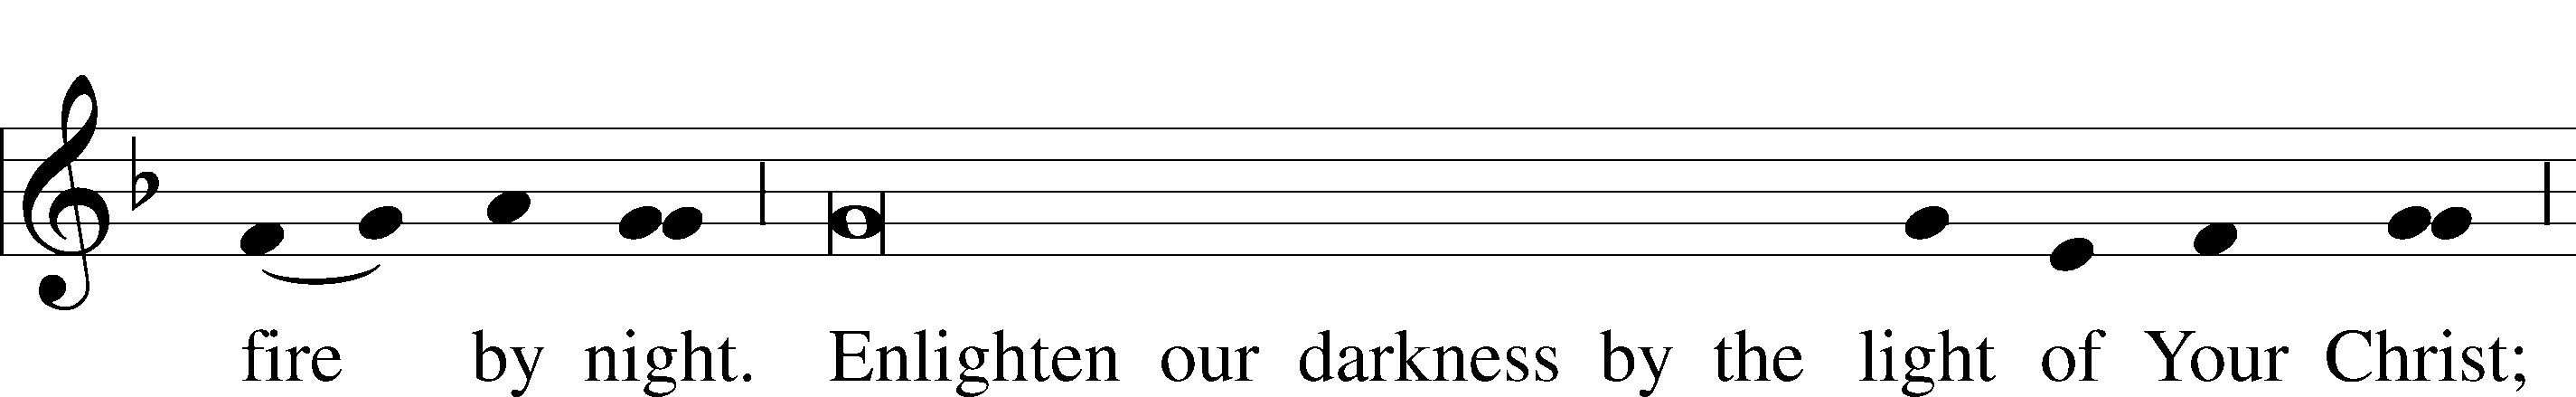 fire by night. Enlighten our darkness by the light of Your Christ;